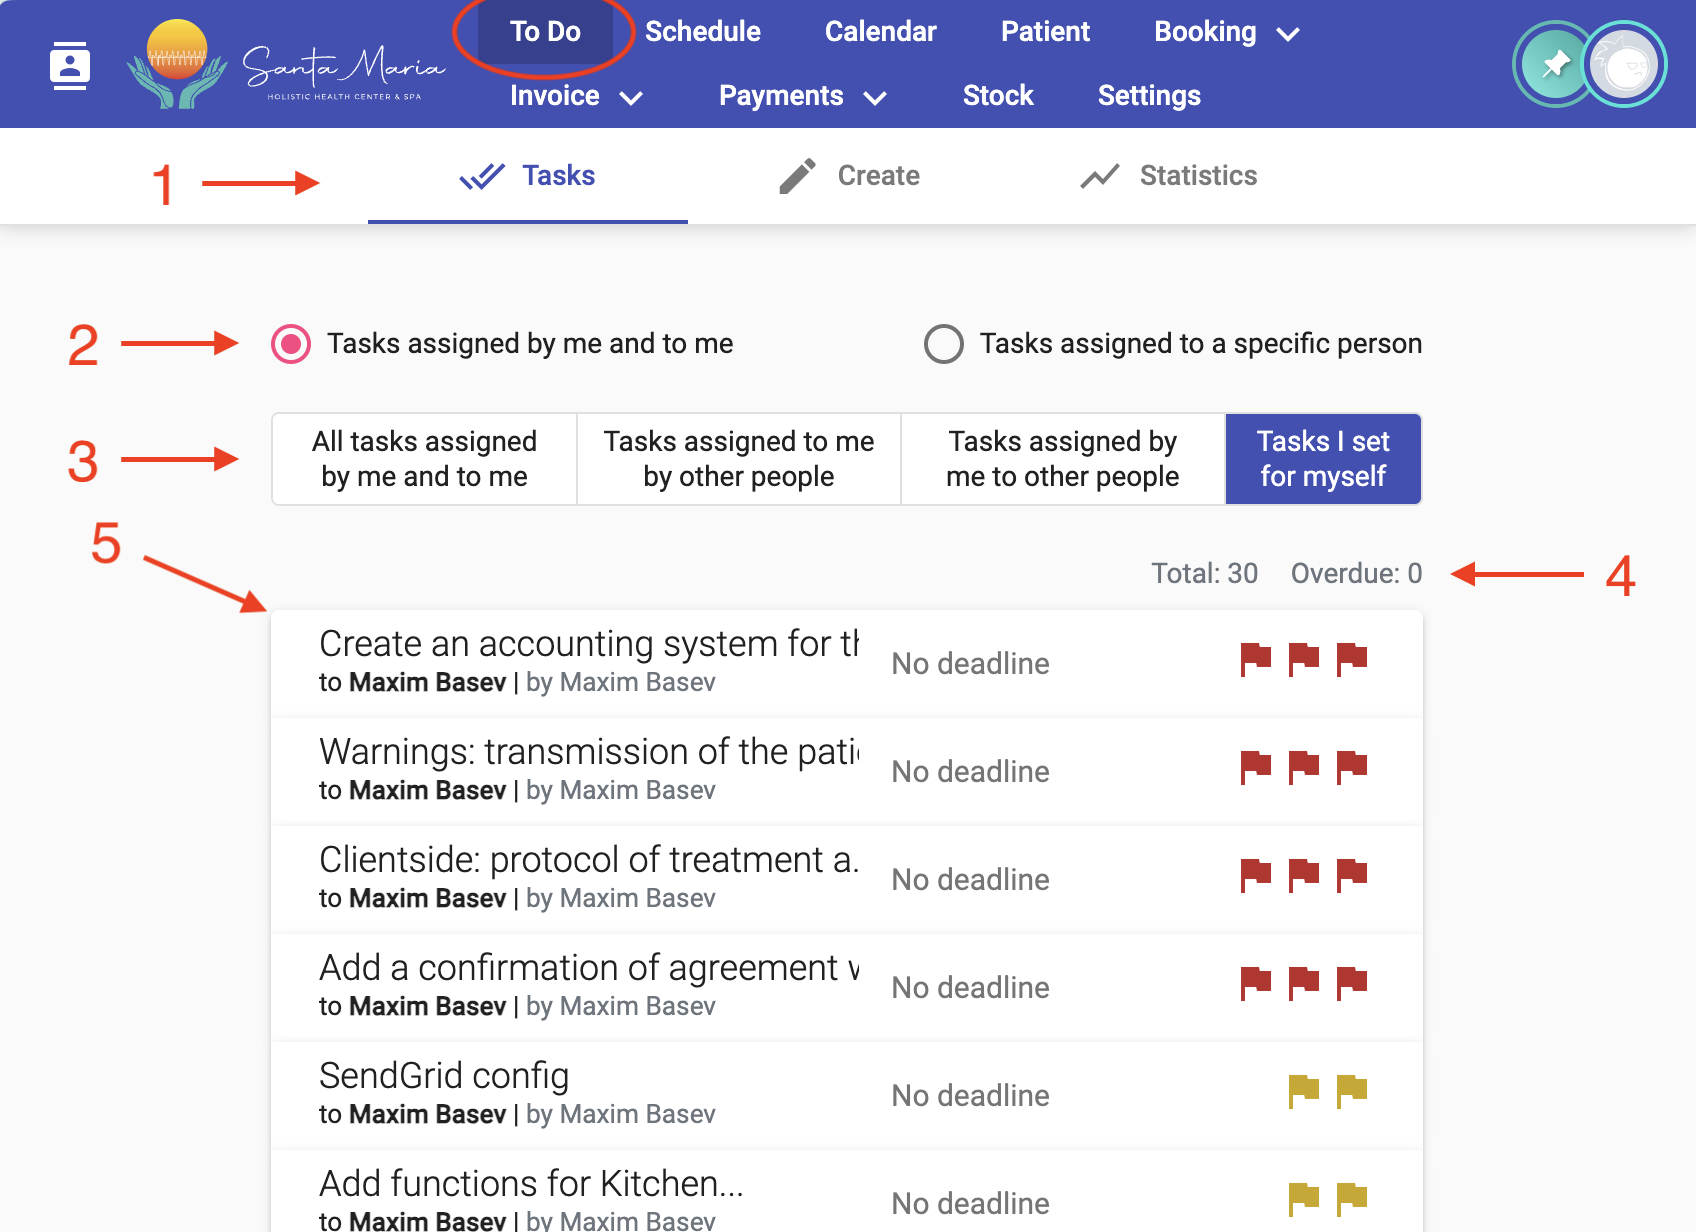 Santa Maria
HOLISTIC HEALTH CENTER & SPA
To Do
Schedule
Calendar
Patient
Booking
Invoice
Payments
Stock
Settings
1
Tasks
Create
Statistics
2
Tasks assigned by me and to me
Tasks assigned to a specific person
3
All tasks assigned
by me and to me
Tasks assigned to me
by other people
Tasks assigned by
me to other people
Tasks I set
for myself
5
Total: 30
Overdue: 0
4
Create an accounting system for th
to Maxim Basev | by Maxim Basev
No deadline
Warnings: transmission of the patie
to Maxim Basev | by Maxim Basev
No deadline
Clientside: protocol of treatment a.
to Maxim Basev | by Maxim Basev
No deadline
Add a confirmation of agreement w
to Maxim Basev | by Maxim Basev
No deadline
SendGrid config
to Maxim Basev | by Maxim Basev
No deadline
Add functions for Kitchen...
to Maxim Basev | by Maxim Basev
No deadline